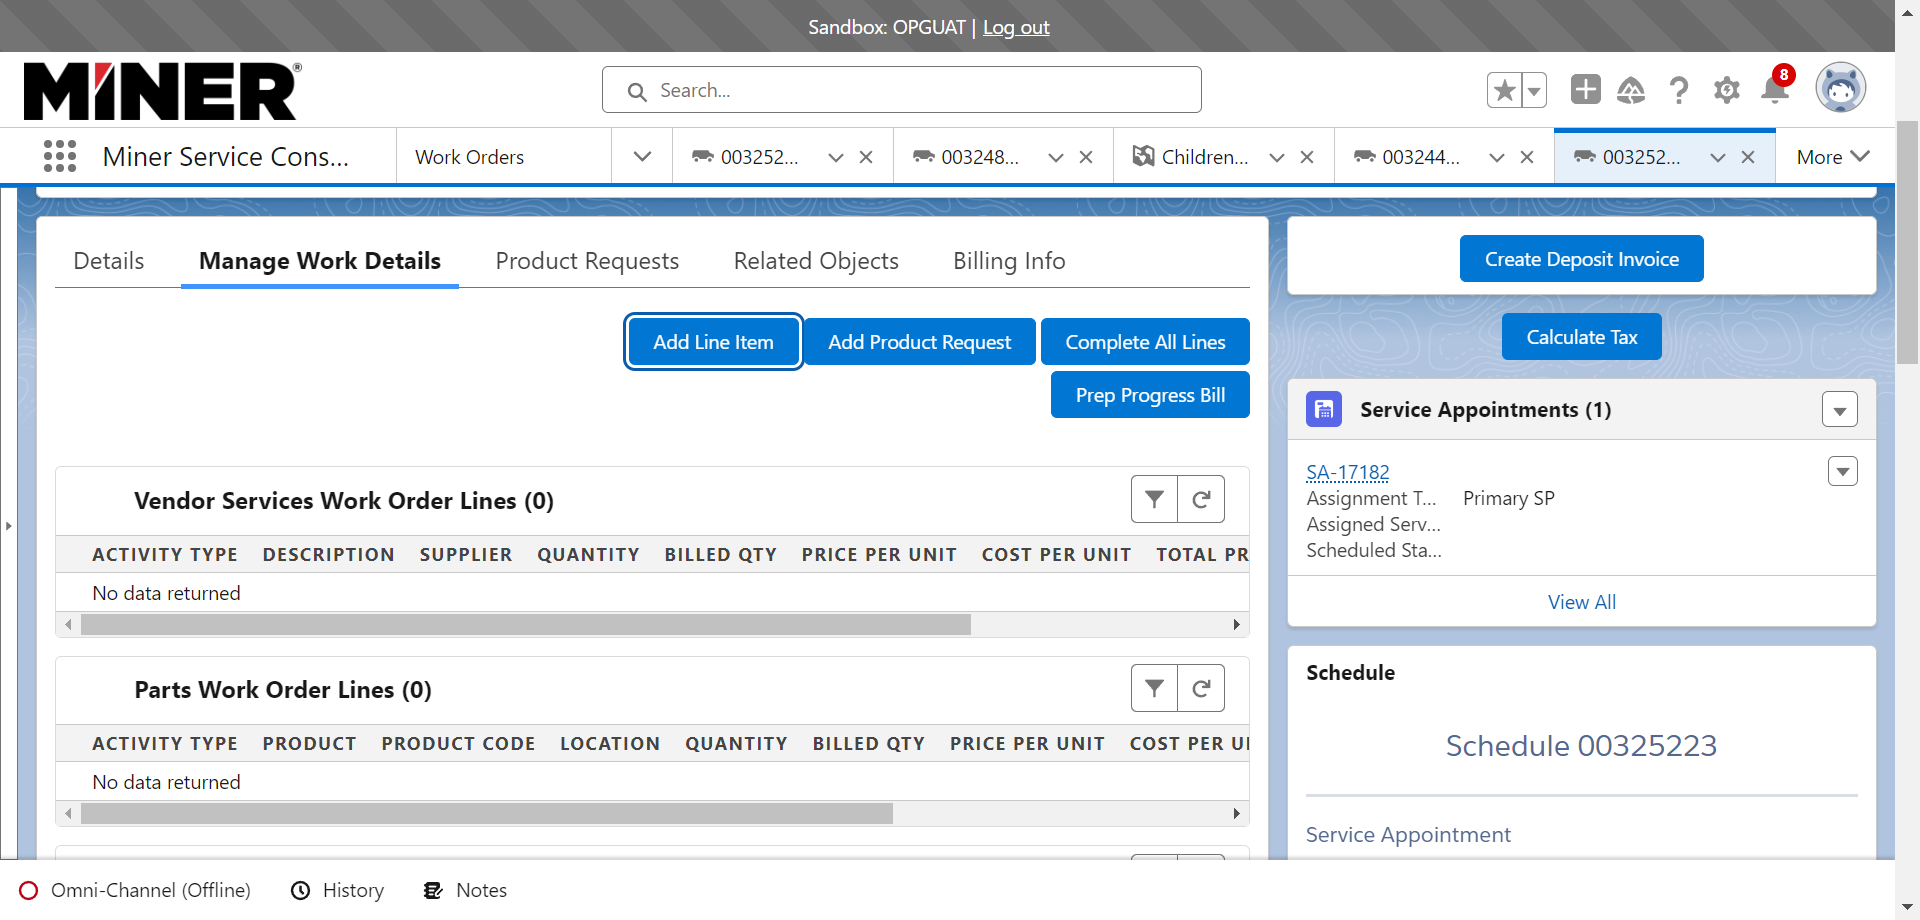 Sandbox: OPGUAT | Log out
MINER®
Search...
8
Miner Service Cons...
Work Orders
003252...
003248...
Children...
003244...
003252...
More
Details
Manage Work Details
Product Requests
Related Objects
Billing Info
Add Line Item
Add Product Request
Complete All Lines
Prep Progress Bill
Vendor Services Work Order Lines (0)
ACTIVITY TYPE DESCRIPTION SUPPLIER QUANTITY BILLED QTY PRICE PER UNIT COST PER UNIT TOTAL PR
No data returned
Parts Work Order Lines (0)
ACTIVITY TYPE PRODUCT PRODUCT CODE LOCATION QUANTITY BILLED QTY PRICE PER UNIT COST PER U
No data returned
Create Deposit Invoice
Calculate Tax
Service Appointments (1)
SA-17182
Assignment T... Primary SP
Assigned Serv...
Scheduled Sta...
View All
Schedule
Schedule 00325223
Service Appointment
Omni-Channel (Offline)
History
Notes